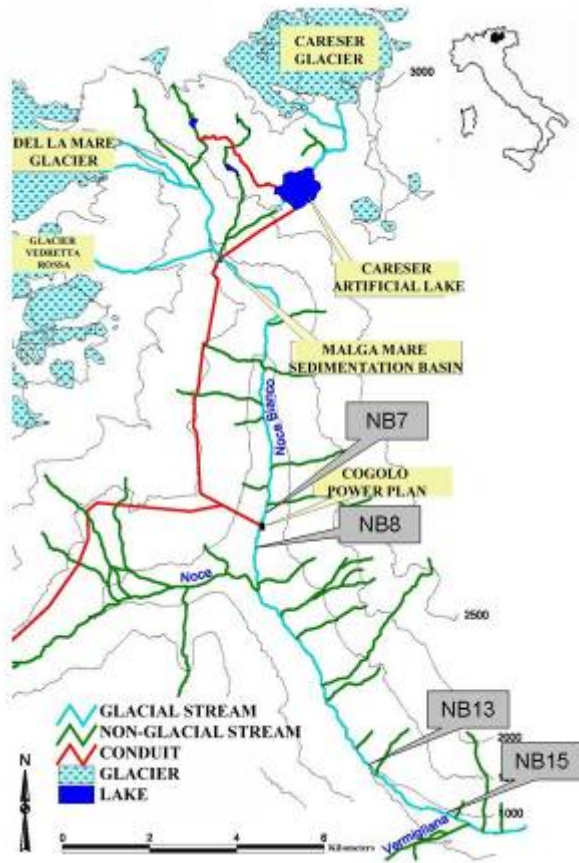 CARESER
GLACIER
3000
DEL LA MARE
GLACIER
GLACIER
VEDRETTA
ROSSA
CARESER
ARTIFICIAL LAKE
MALGA MARE
SEDIMENTATION BASIN
Noce Bianco
NB7
COGOLO
POWER PLAN
NB8
Noce
2500
GLACIAL STREAM
NON-GLACIAL STREAM
CONDUIT
GLACIER
LAKE
NB13
2000
NB15
1000
Vermigliana
N
0 2 4 6
Kilometers